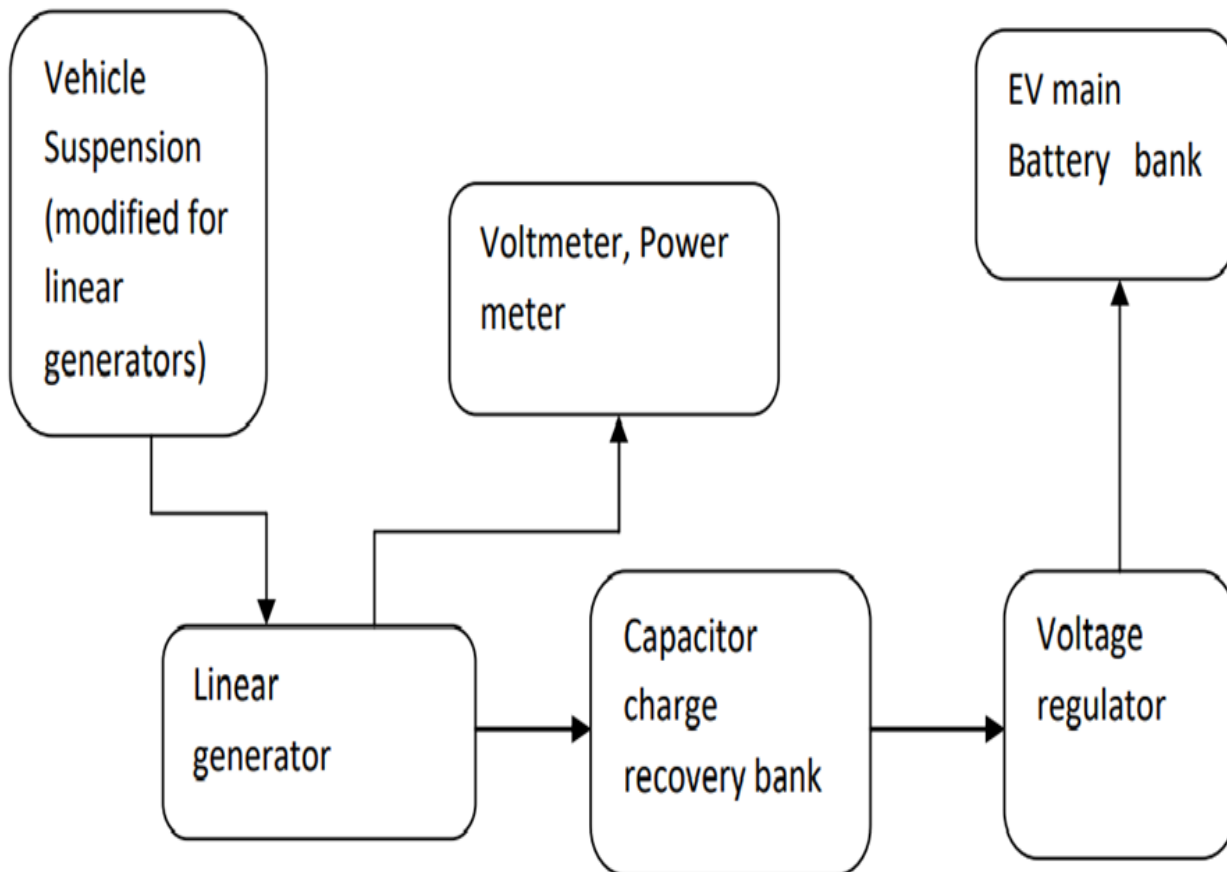 Vehicle
Suspension
(modified for
linear
generators)
Voltmeter, Power
meter
EV main
Battery bank
Linear
generator
Capacitor
charge
recovery bank
Voltage
regulator